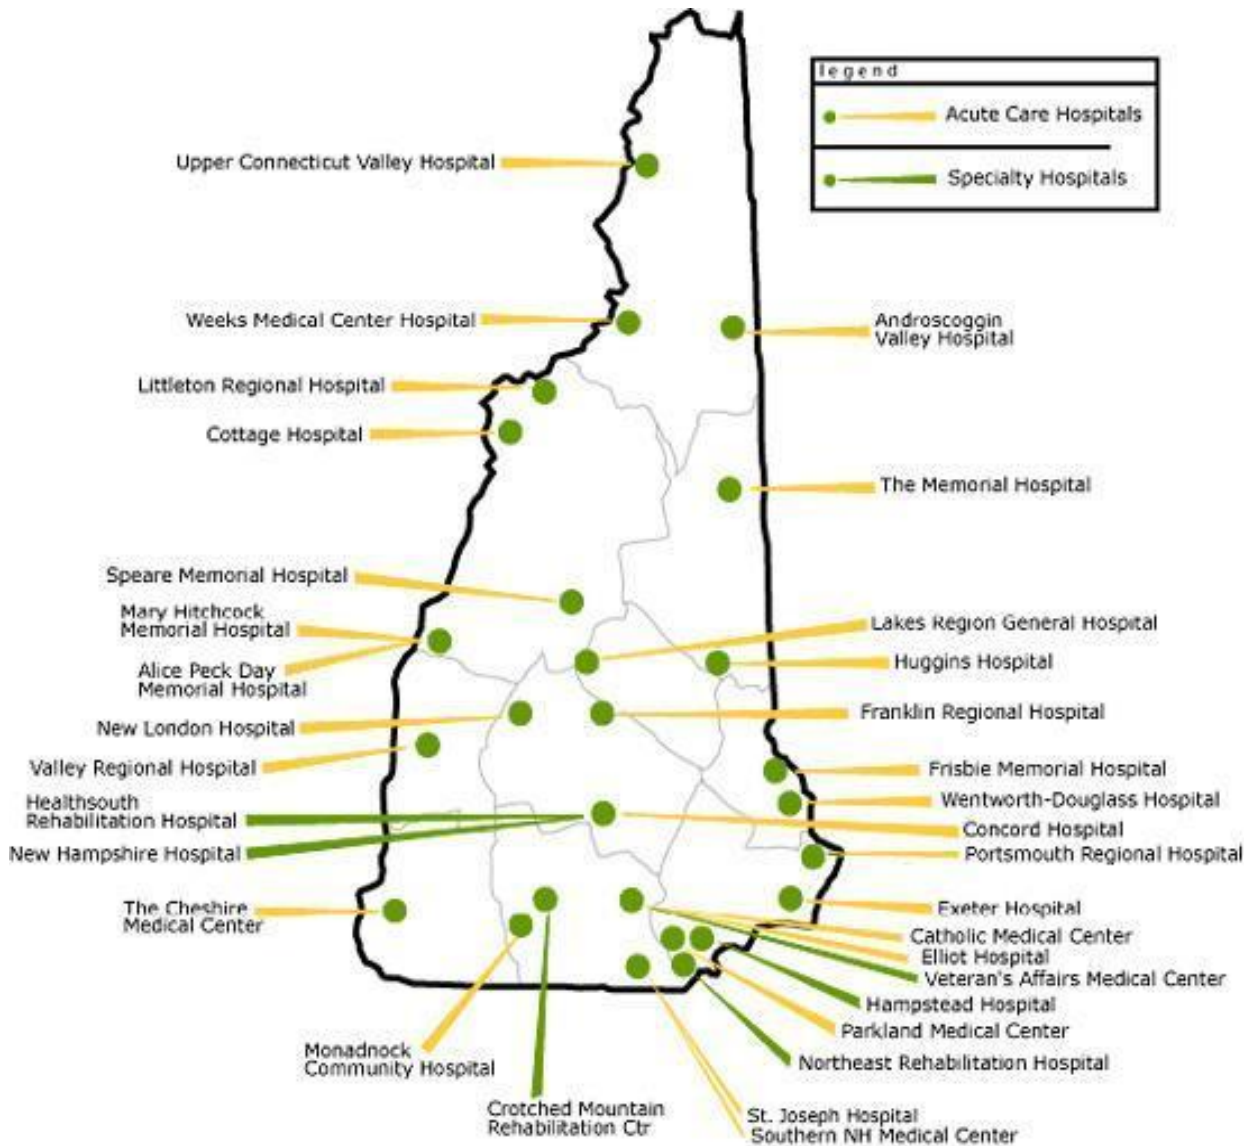 legend
Acute Care Hospitals
Specialty Hospitals
Upper Connecticut Valley Hospital
Weeks Medical Center Hospital
Androscoggin
Valley Hospital
Littleton Regional Hospital
Cottage Hospital
The Memorial Hospital
Speare Memorial Hospital
Mary Hitchcock
Memorial Hospital
Lakes Region General Hospital
Alice Peck Day
Memorial Hospital
Huggins Hospital
New London Hospital
Franklin Regional Hospital
Valley Regional Hospital
Frisbie Memorial Hospital
Healthsouth
Rehabilitation Hospital
Wentworth-Douglass Hospital
Concord Hospital
New Hampshire Hospital
Portsmouth Regional Hospital
The Cheshire
Medical Center
Exeter Hospital
Catholic Medical Center
Elliot Hospital
Veteran's Affairs Medical Center
Hampstead Hospital
Parkland Medical Center
Monadnock
Community Hospital
Northeast Rehabilitation Hospital
Crotched Mountain
Rehabilitation Ctr
St. Joseph Hospital
Southern NH Medical Center